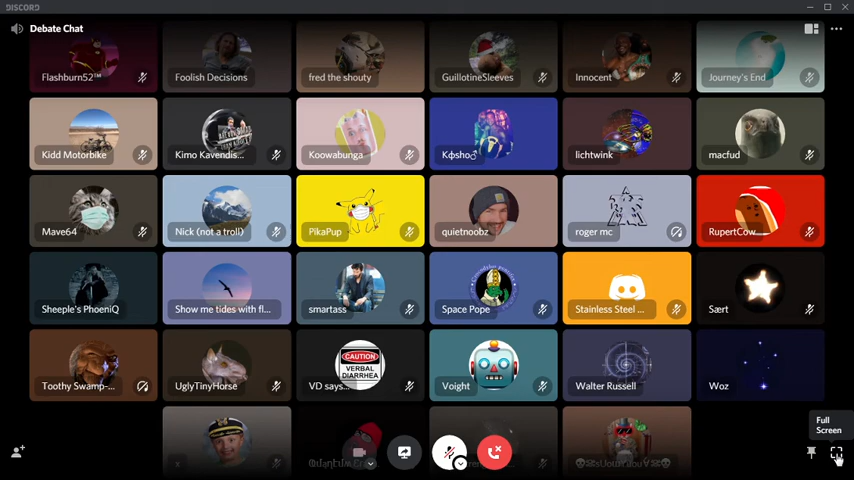 DISCORD
Debate Chat
Flashburn52™
Foolish Decisions
fred the shouty
GuillotineSleeves
Innocent
Journey's End
Kidd Motorbike
Kimo Kavendis...
Koowabunga
lichtwink
macfud
Mave64
Nick (not a troll)
PikaPup
quietnoobz
roger mc
RupertCow
Sheeple's PhoeniQ
Show me tides with fl...
smartass
Space Pope
Stainless Steel ...
Sært
CAUTION
VERBAL
DIARRHEA
Toothy Swamp-...
UglyTinyHorse
VD says...
Voight
Walter Russell
Woz
Full
Screen